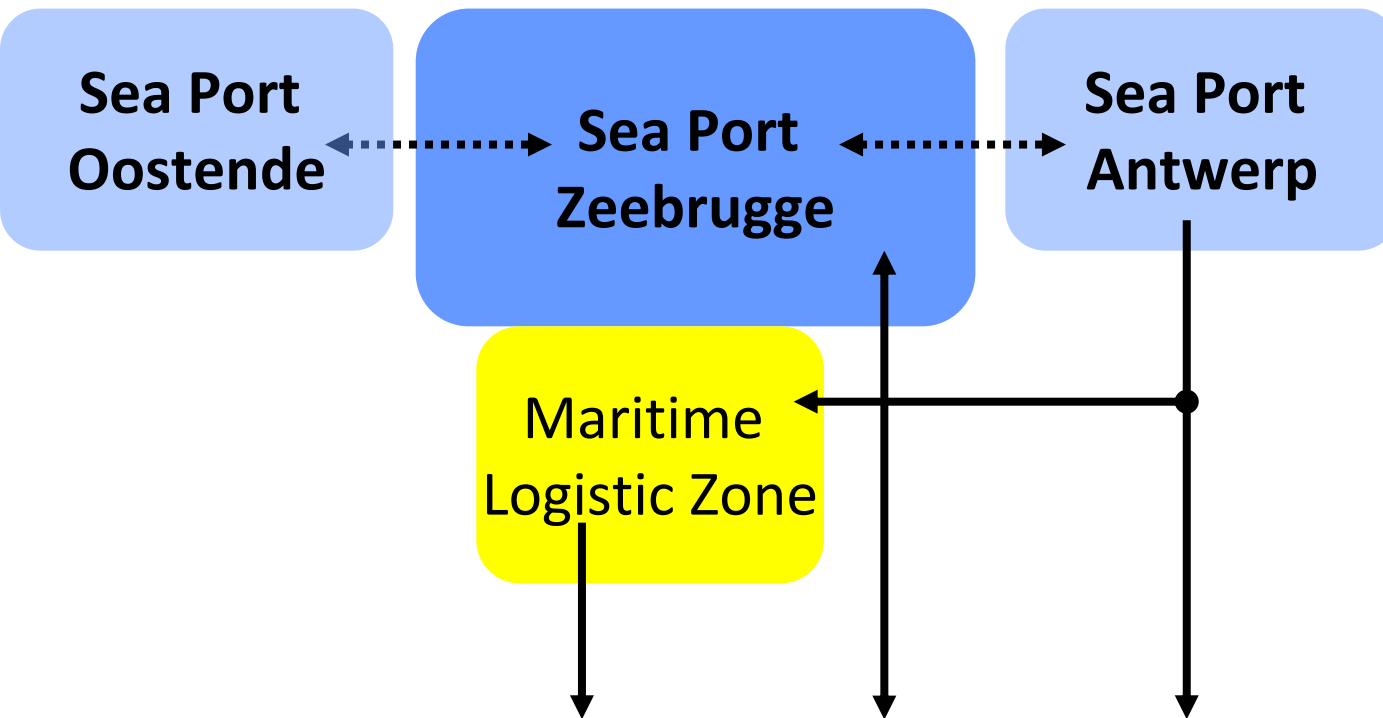 Sea Port
Oostende
Sea Port
Zeebrugge
Sea Port
Antwerp
Maritime
Logistic Zone